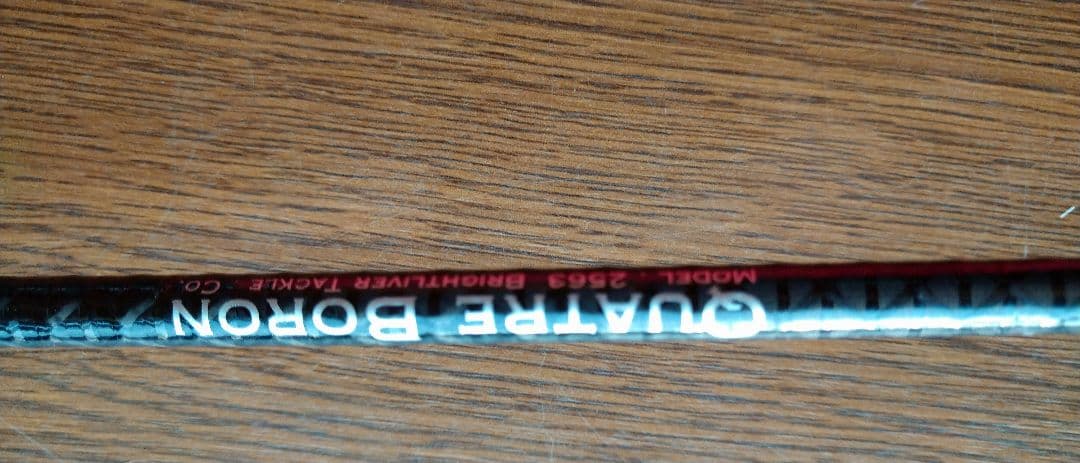 QUATRE BORON
MODEL 2563 BRIGHTLIVER TACKLE CO.